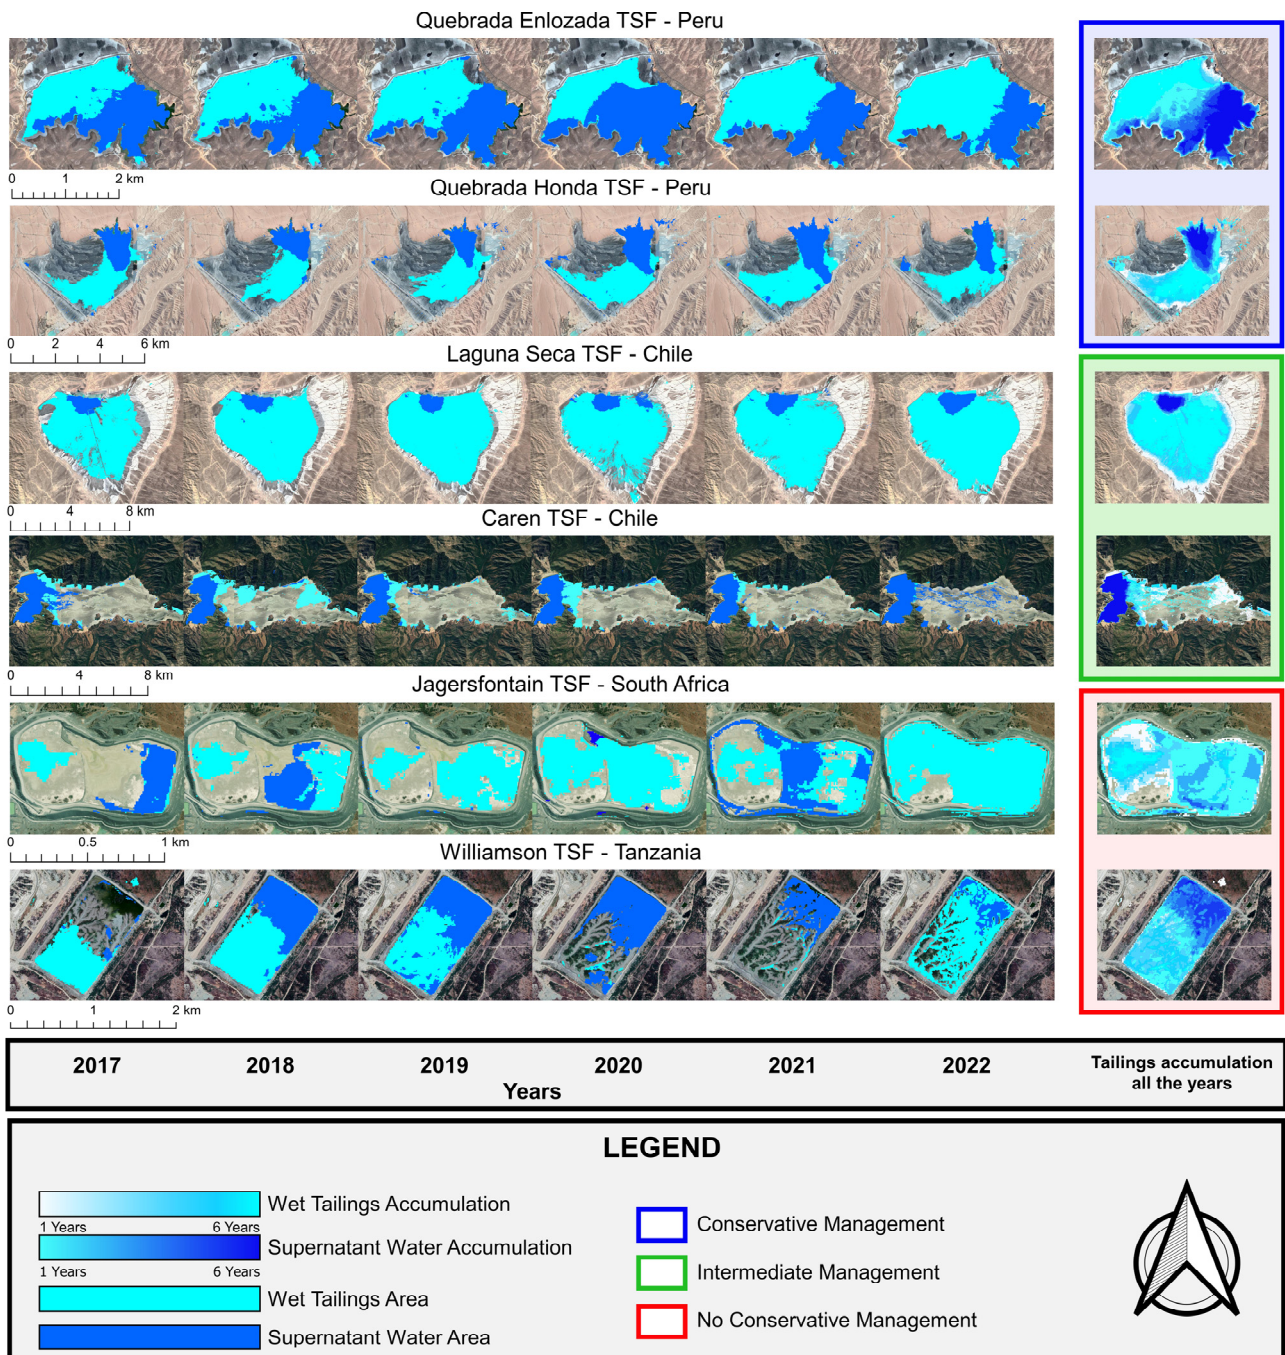 Quebrada Enlozada TSF - Peru
0 1 2 km
Quebrada Honda TSF - Peru
0 2 4 6 km
Laguna Seca TSF - Chile
0 4 8 km
Caren TSF - Chile
0 4 8 km
Jagersfontain TSF - South Africa
0 0.5 1 km
Williamson TSF - Tanzania
0 1 2 km
2017 2018 2019 2020 2021 2022
Years
Tailings accumulation
all the years
LEGEND
Wet Tailings Accumulation
1 Years 6 Years
Supernatant Water Accumulation
1 Years 6 Years
Wet Tailings Area
Supernatant Water Area
Conservative Management
Intermediate Management
No Conservative Management